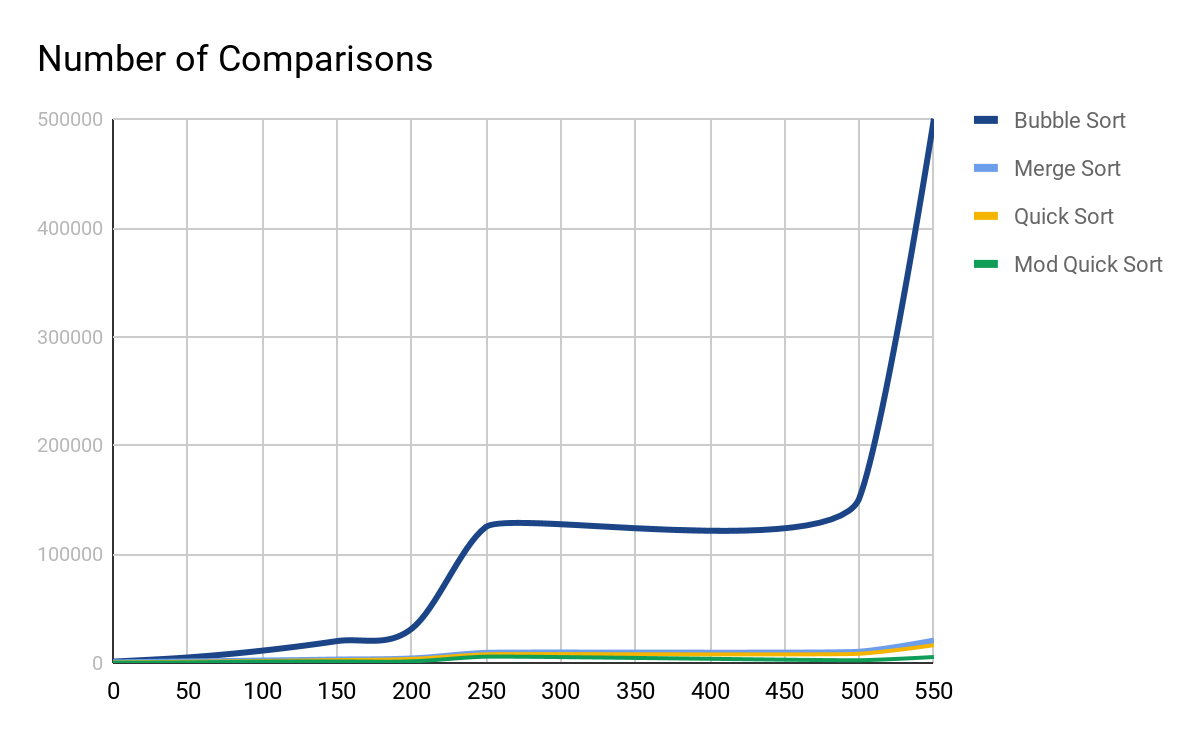 Number of Comparisons
500000
400000
300000
200000
100000
0
0 50 100 150 200 250 300 350 400 450 500 550
Bubble Sort
Merge Sort
Quick Sort
Mod Quick Sort